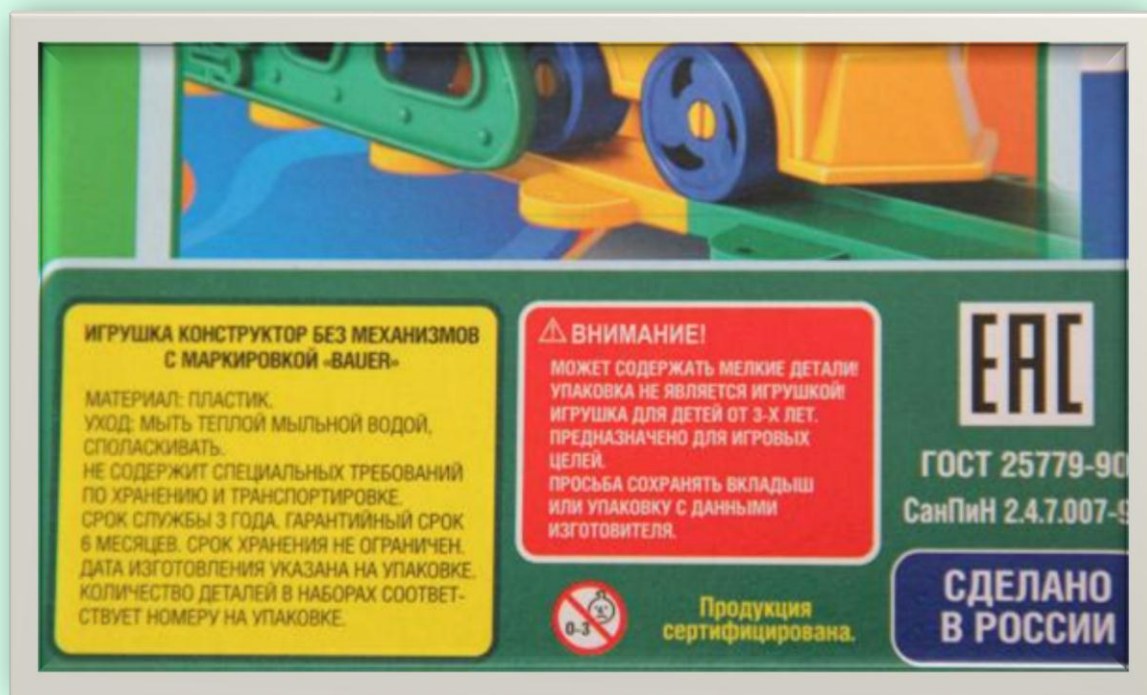 ИГРУШКА КОНСТРУКТОР БЕЗ МЕХАНИЗМОВ
С МАРКИРОВКОЙ «BAUER»
МАТЕРИАЛ: ПЛАСТИК.
УХОД: МЫТЬ ТЕПЛОЙ МЫЛЬНОЙ ВОДОЙ,
СПОЛАСКИВАТЬ.
НЕ СОДЕРЖИТ СПЕЦИАЛЬНЫХ ТРЕБОВАНИЙ
ПО ХРАНЕНИЮ И ТРАНСПОРТИРОВКЕ.
СРОК СЛУЖБЫ 3 ГОДА. ГАРАНТИЙНЫЙ СРОК
6 МЕСЯЦЕВ. СРОК ХРАНЕНИЯ НЕ ОГРАНИЧЕН.
ДАТА ИЗГОТОВЛЕНИЯ УКАЗАНА НА УПАКОВКЕ.
КОЛИЧЕСТВО ДЕТАЛЕЙ В НАБОРАХ СООТВЕТ-
СТВУЕТ НОМЕРУ НА УПАКОВКЕ.
⚠ ВНИМАНИЕ!
МОЖЕТ СОДЕРЖАТЬ МЕЛКИЕ ДЕТАЛИ!
УПАКОВКА НЕ ЯВЛЯЕТСЯ ИГРУШКОЙ!
ИГРУШКА ДЛЯ ДЕТЕЙ ОТ 3-Х ЛЕТ.
ПРЕДНАЗНАЧЕНО ДЛЯ ИГРОВЫХ
ЦЕЛЕЙ.
ПРОСЬБА СОХРАНЯТЬ ВКЛАДЫШ
ИЛИ УПАКОВКУ С ДАННЫМИ
ИЗГОТОВИТЕЛЯ.
0-3
Продукция
сертифицирована.
EAC
ГОСТ 25779-90
СанПиН 2.4.7.007-9
СДЕЛАНО
В РОССИИ